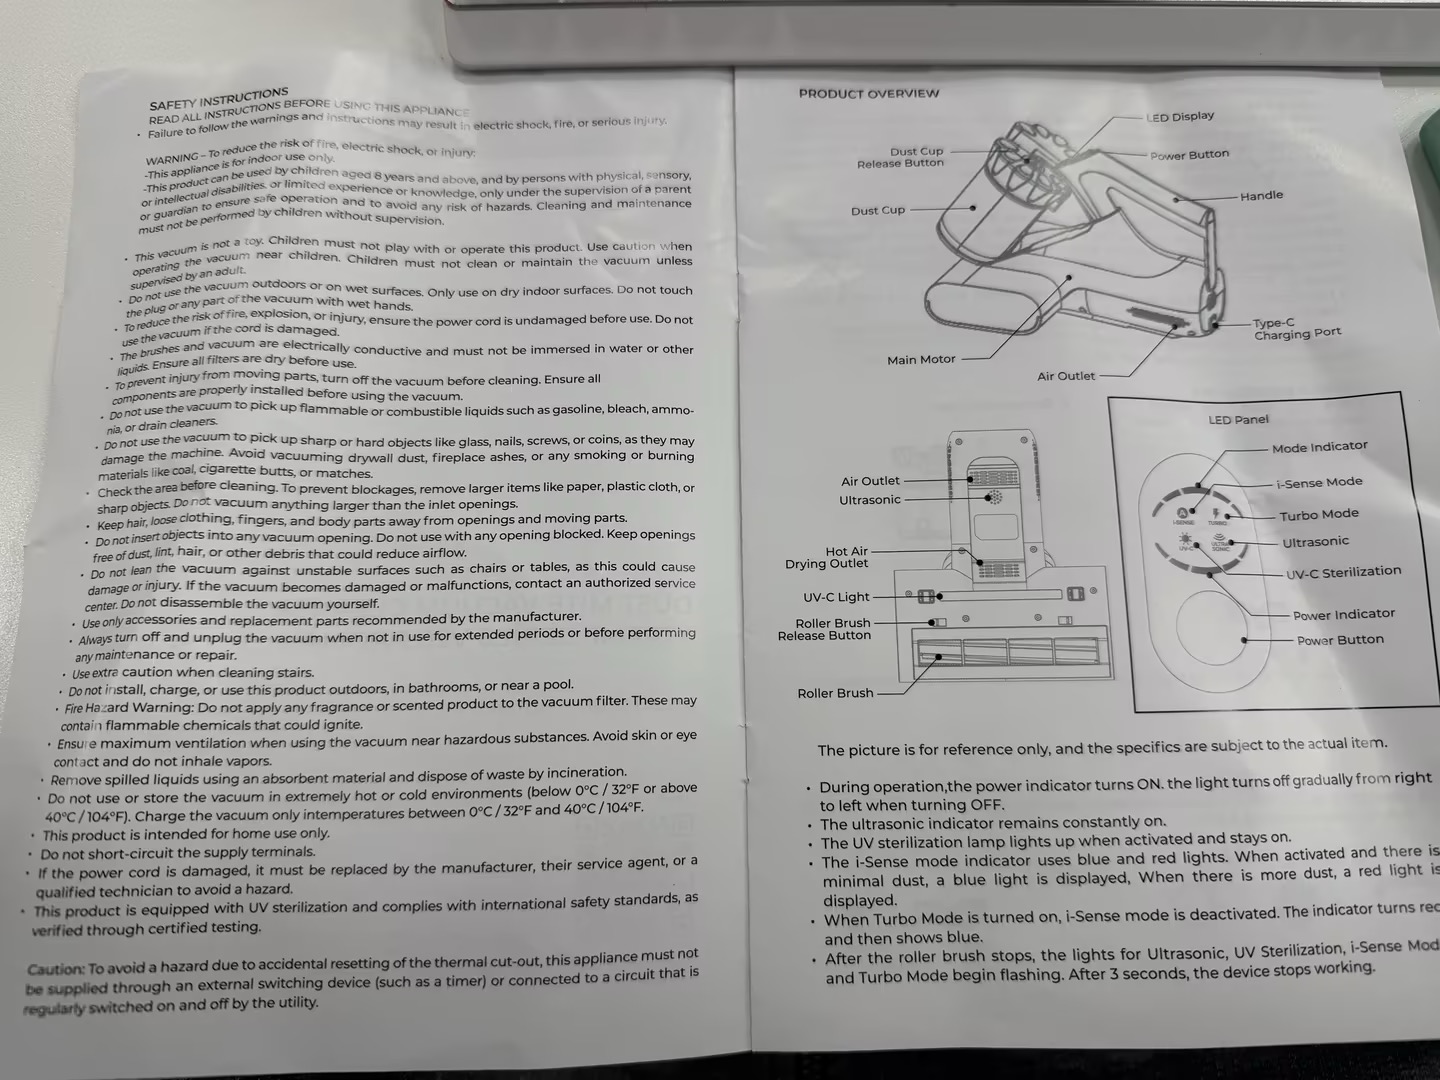 SAFETY INSTRUCTIONS
READ ALL INSTRUCTIONS BEFORE USING THIS APPLIANCE
• Failure to follow the warnings and instructions may result in electric shock, fire, or serious injury.
WARNING – To reduce the risk of fire, electric shock, or injury:
-This appliance is for indoor use only.
-This product can be used by children aged 8 years and above, and by persons with physical, sensory,
or intellectual disabilities, or limited experience or knowledge, only under the supervision of a parent
or guardian to ensure safe operation and to avoid any risk of hazards. Cleaning and maintenance
must not be performed by children without supervision.
• This vacuum is not a toy. Children must not play with or operate this product. Use caution when
operating the vacuum near children. Children must not clean or maintain the vacuum unless
supervised by an adult.
• Do not use the vacuum outdoors or on wet surfaces. Only use on dry indoor surfaces. Do not touch
the plug or any part of the vacuum with wet hands.
• To reduce the risk of fire, explosion, or injury, ensure the power cord is undamaged before use. Do not
use the vacuum if the cord is damaged.
• The brushes and vacuum are electrically conductive and must not be immersed in water or other
liquids. Ensure all filters are dry before use.
• To prevent injury from moving parts, turn off the vacuum before cleaning. Ensure all
components are properly installed before using the vacuum.
• Do not use the vacuum to pick up flammable or combustible liquids such as gasoline, bleach, ammo-
nia, or drain cleaners.
• Do not use the vacuum to pick up sharp or hard objects like glass, nails, screws, or coins, as they may
damage the machine. Avoid vacuuming drywall dust, fireplace ashes, or any smoking or burning
materials like coal, cigarette butts, or matches.
• Check the area before cleaning. To prevent blockages, remove larger items like paper, plastic cloth, or
sharp objects. Do not vacuum anything larger than the inlet openings.
• Keep hair, loose clothing, fingers, and body parts away from openings and moving parts.
• Do not insert objects into any vacuum opening. Do not use with any opening blocked. Keep openings
free of dust, lint, hair, or other debris that could reduce airflow.
• Do not lean the vacuum against unstable surfaces such as chairs or tables, as this could cause
damage or injury. If the vacuum becomes damaged or malfunctions, contact an authorized service
center. Do not disassemble the vacuum yourself.
• Use only accessories and replacement parts recommended by the manufacturer.
• Always turn off and unplug the vacuum when not in use for extended periods or before performing
any maintenance or repair.
• Use extra caution when cleaning stairs.
• Do not install, charge, or use this product outdoors, in bathrooms, or near a pool.
• Fire Hazard Warning: Do not apply any fragrance or scented product to the vacuum filter. These may
contain flammable chemicals that could ignite.
• Ensure maximum ventilation when using the vacuum near hazardous substances. Avoid skin or eye
contact and do not inhale vapors.
• Remove spilled liquids using an absorbent material and dispose of waste by incineration.
• Do not use or store the vacuum in extremely hot or cold environments (below 0°C / 32°F or above
40°C / 104°F). Charge the vacuum only intemperatures between 0°C / 32°F and 40°C / 104°F.
• This product is intended for home use only.
• Do not short-circuit the supply terminals.
• If the power cord is damaged, it must be replaced by the manufacturer, their service agent, or a
qualified technician to avoid a hazard.
• This product is equipped with UV sterilization and complies with international safety standards, as
verified through certified testing.
Caution: To avoid a hazard due to accidental resetting of the thermal cut-out, this appliance must not
be supplied through an external switching device (such as a timer) or connected to a circuit that is
regularly switched on and off by the utility.
PRODUCT OVERVIEW
LED Display
Dust Cup
Release Button
Power Button
Dust Cup
Handle
Type-C
Charging Port
Main Motor
Air Outlet
Air Outlet
Ultrasonic
Hot Air
Drying Outlet
UV-C Light
Roller Brush
Release Button
Roller Brush
LED Panel
Mode Indicator
i-Sense Mode
Turbo Mode
Ultrasonic
UV-C Sterilization
Power Indicator
Power Button
A
I-SENSE
TURBO
UV-C
ULTRA
SONIC
The picture is for reference only, and the specifics are subject to the actual item.
• During operation,the power indicator turns ON. the light turns off gradually from right
to left when turning OFF.
• The ultrasonic indicator remains constantly on.
• The UV sterilization lamp lights up when activated and stays on.
• The i-Sense mode indicator uses blue and red lights. When activated and there is
minimal dust, a blue light is displayed, When there is more dust, a red light is
displayed.
• When Turbo Mode is turned on, i-Sense mode is deactivated. The indicator turns red
and then shows blue.
• After the roller brush stops, the lights for Ultrasonic, UV Sterilization, i-Sense Mod
and Turbo Mode begin flashing. After 3 seconds, the device stops working.